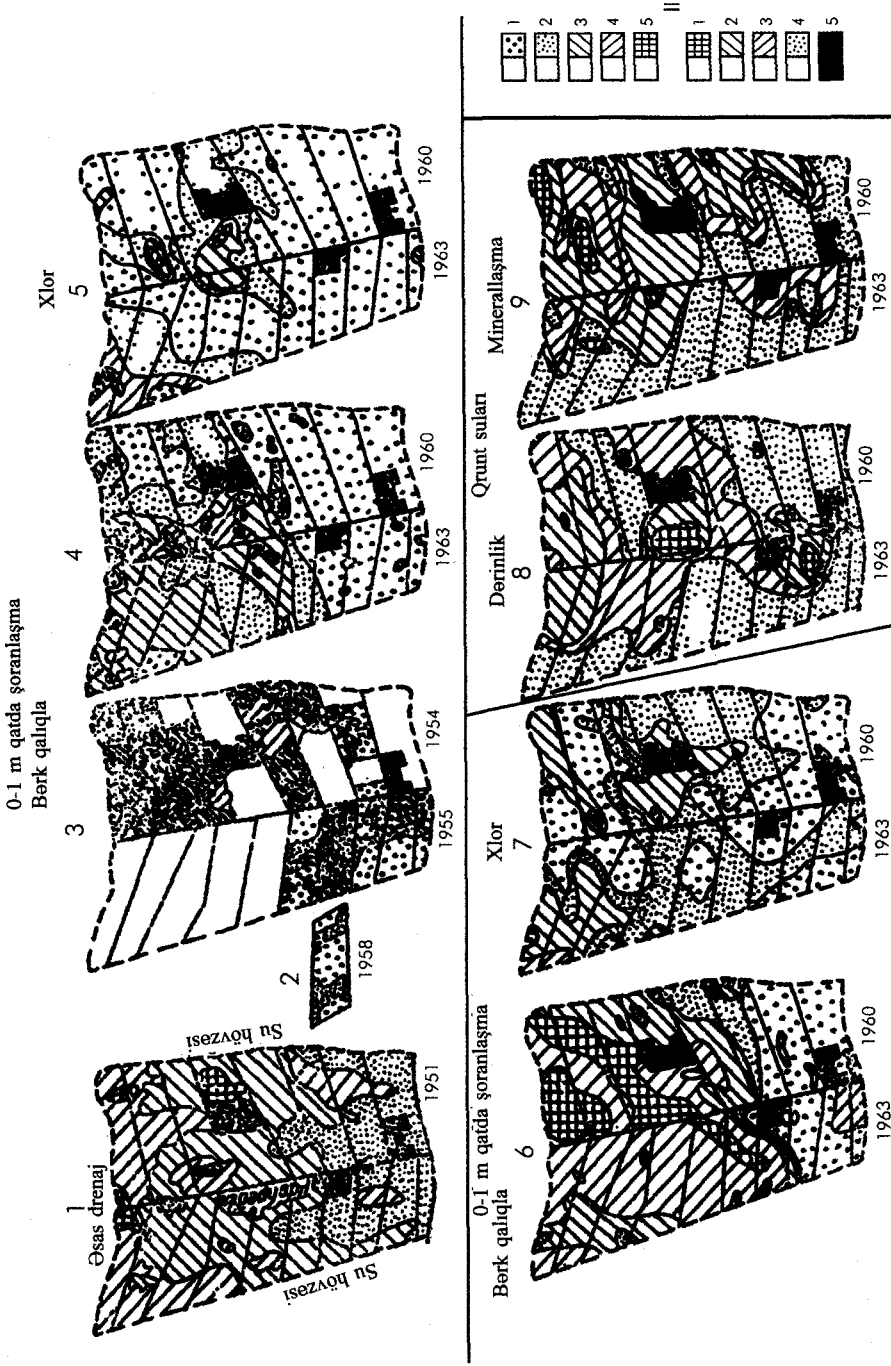 0-1 m qatda şoranlaşma
Bərk qalıqla
Xlor
1
Əsas drenaj
Su hövzəsi
Su hövzəsi
1951
2
1958
3
1955
1954
4
1963
1960
5
1963
1960
0-1 m qatda şoranlaşma
Bərk qalıqla
Xlor
Qrunt suları
Dərinlik
Minerallaşma
6
1963
1960
7
1963
1960
8
1963
1960
9
1963
1960
1
2
3
4
5
II
1
2
3
4
5